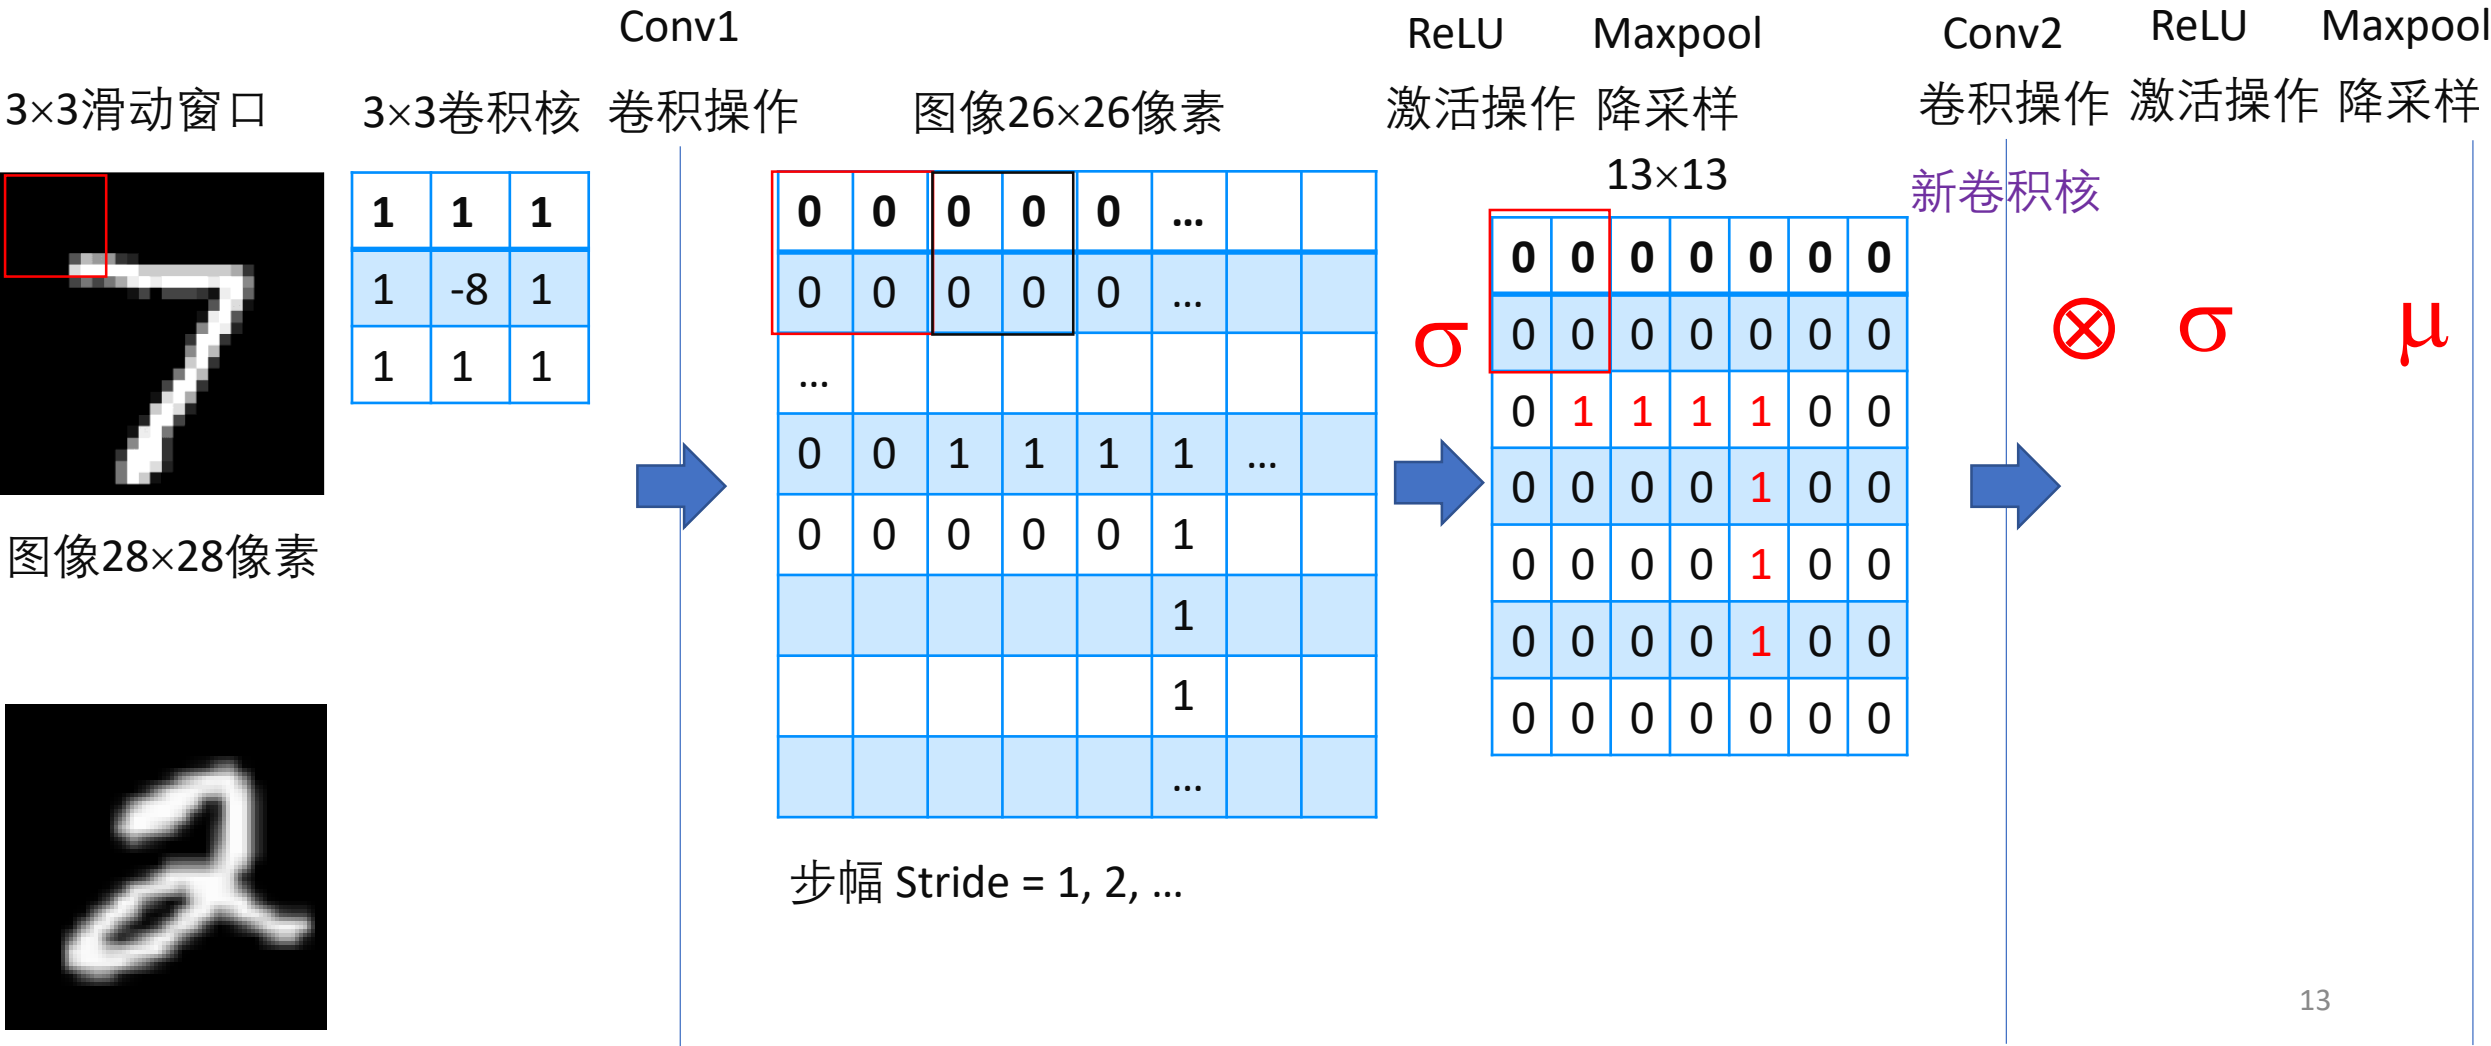 Conv1
ReLU
Maxpool
Conv2
ReLU
Maxpool
3×3滑动窗口
3×3卷积核
卷积操作
图像26×26像素
激活操作
降采样
卷积操作
激活操作
降采样
13×13
新卷积核
1 1 1
1 -8 1
1 1 1
0 0 0 0 0 ...
0 0 0 0 0 ...
...
0 0 1 1 1 1 ...
0 0 0 0 0 1
1
1
...
σ
0 0 0 0 0 0 0
0 0 0 0 0 0 0
0 1 1 1 1 0 0
0 0 0 0 1 0 0
0 0 0 0 1 0 0
0 0 0 0 1 0 0
0 0 0 0 0 0 0
⊗ σ μ
图像28×28像素
步幅 Stride = 1, 2, ...
13